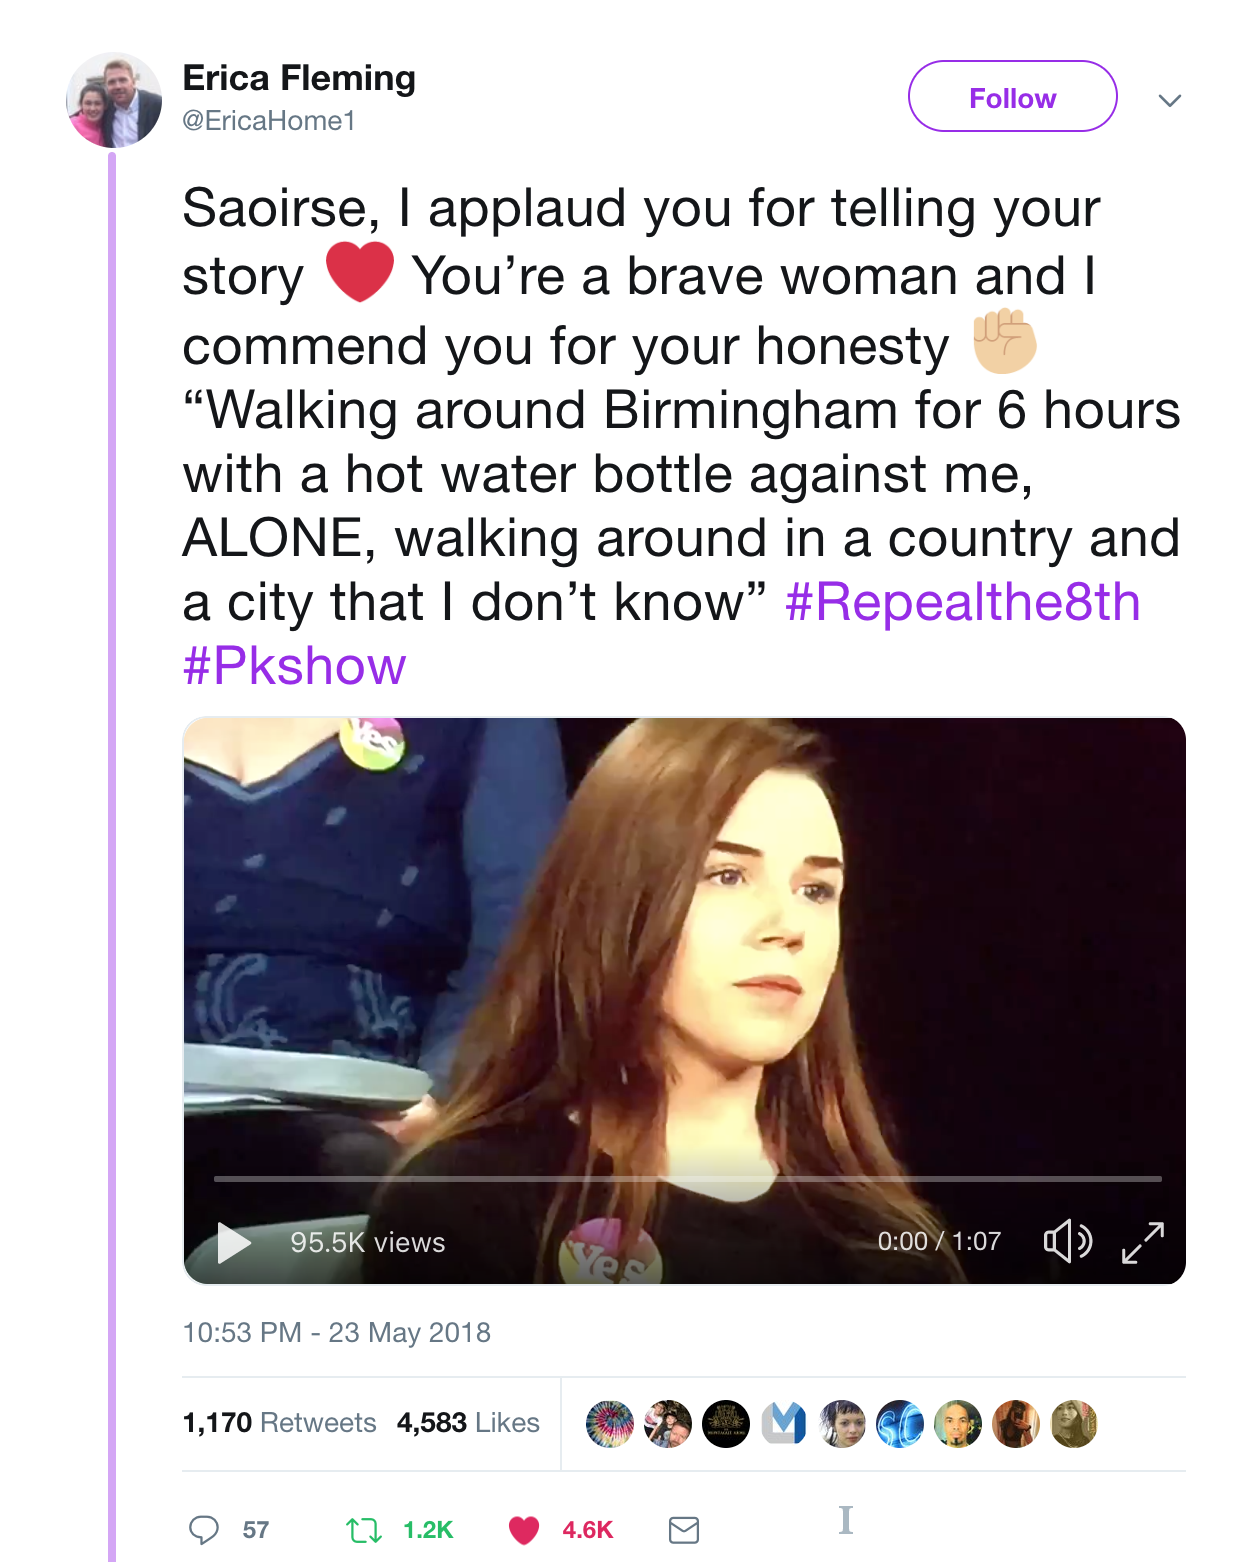 Erica Fleming
@EricaHome1
Follow
Saoirse, I applaud you for telling your
story ❤️ You’re a brave woman and I
commend you for your honesty ✊🏼
“Walking around Birmingham for 6 hours
with a hot water bottle against me,
ALONE, walking around in a country and
a city that I don’t know” #Repealthe8th
#Pkshow
Yes
Yes
95.5K views
0:00 / 1:07
10:53 PM - 23 May 2018
1,170 Retweets 4,583 Likes
57 1.2K 4.6K